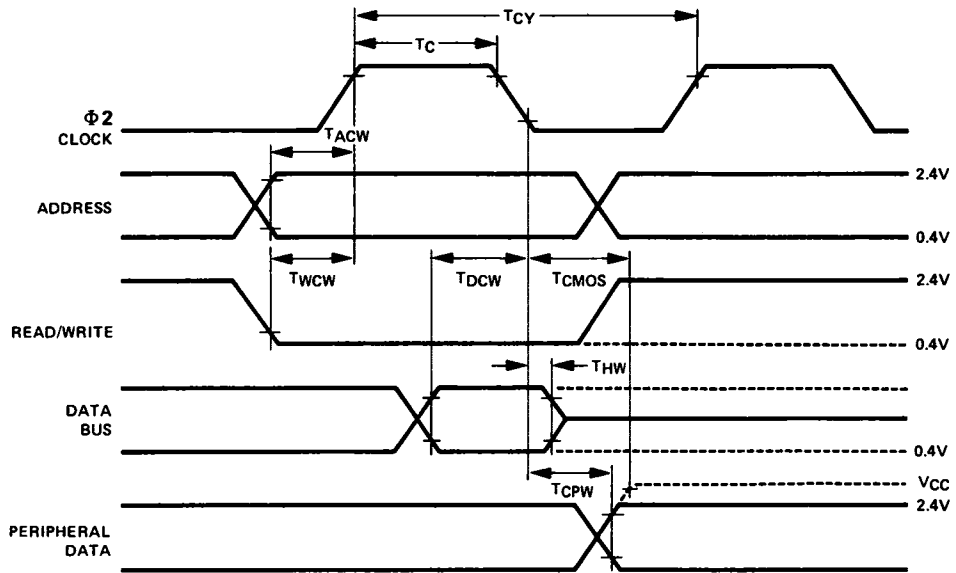 TCY
TC
Φ2
CLOCK
TACW
ADDRESS
2.4V
0.4V
TWCW
TDCW
TCMOS
2.4V
READ/WRITE
0.4V
THW
DATA
BUS
0.4V
TCPW
VCC
2.4V
PERIPHERAL
DATA